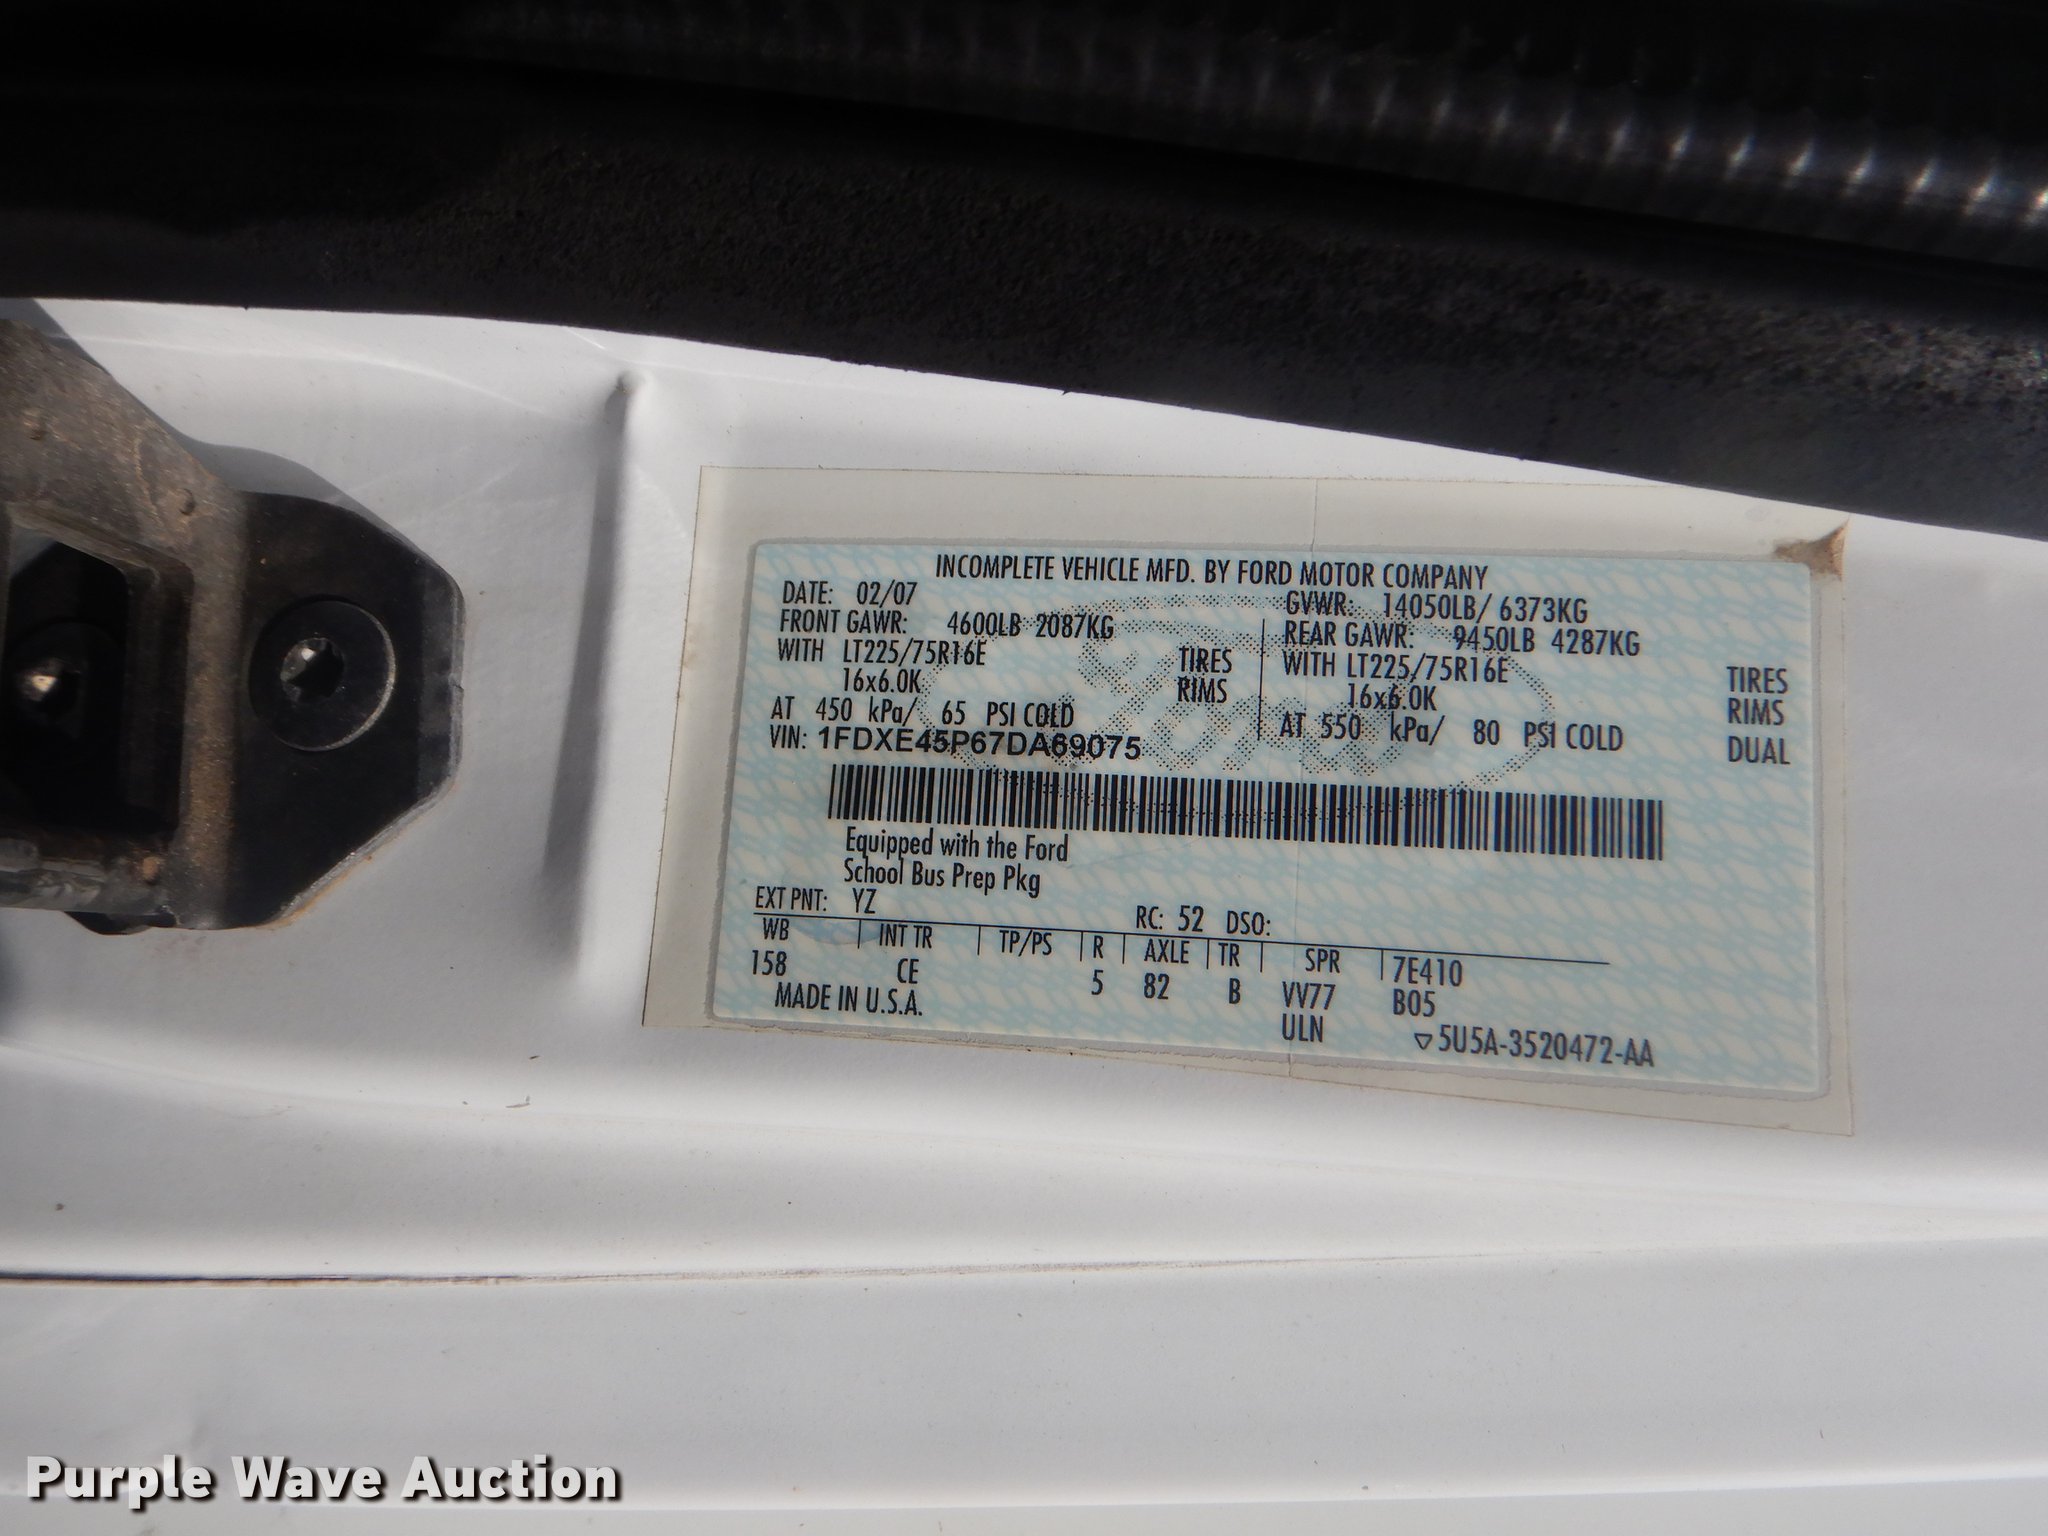 INCOMPLETE VEHICLE MFD. BY FORD MOTOR COMPANY
DATE: 02/07 GVWR: 14050LB/ 6373KG
FRONT GAWR: 4600LB 2087KG REAR GAWR: 9450LB 4287KG
WITH LT225/75R16E TIRES WITH LT225/75R16E TIRES
16x6.0K RIMS 16x6.0K RIMS
AT 450 kPa/ 65 PSI COLD AT 550 kPa/ 80 PSI COLD DUAL
VIN: 1FDXE45P67DA69075
Equipped with the Ford
School Bus Prep Pkg
EXT PNT: YZ RC: 52 DSO:
WB INT TR TP/PS R AXLE TR SPR 7E410
158 CE 5 82 B VV77 B05
MADE IN U.S.A. ULN ▽5U5A-3520472-AA
Purple Wave Auction